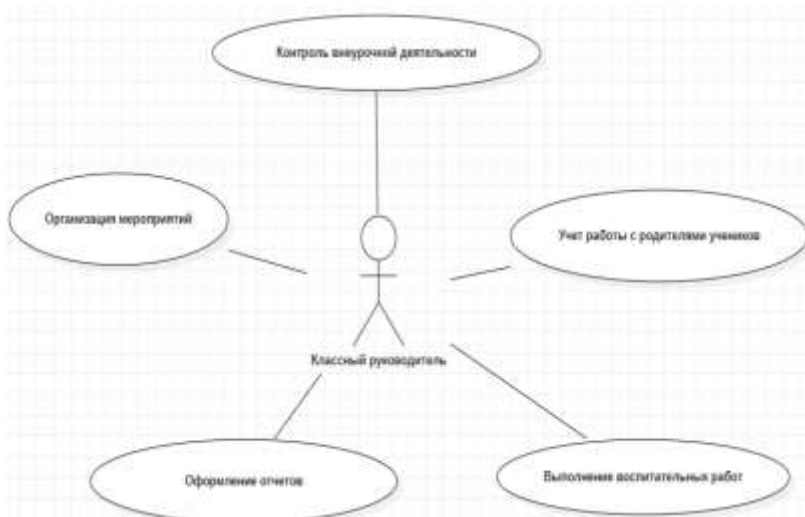 Контроль внеурочной деятельности
Организация мероприятий
Учет работы с родителями учеников
Классный руководитель
Оформление отчетов
Выполнение воспитательных работ